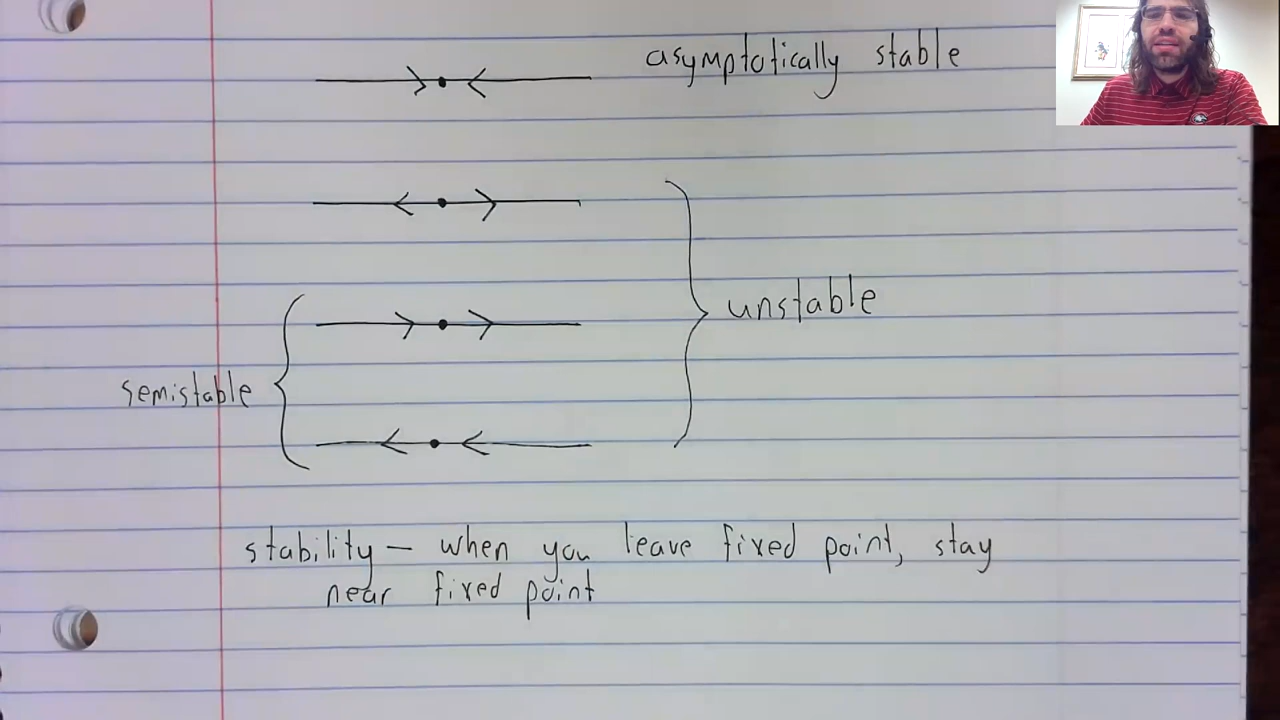 asymptotically stable
unstable
semistable
stability – when you leave fixed point, stay
near fixed point